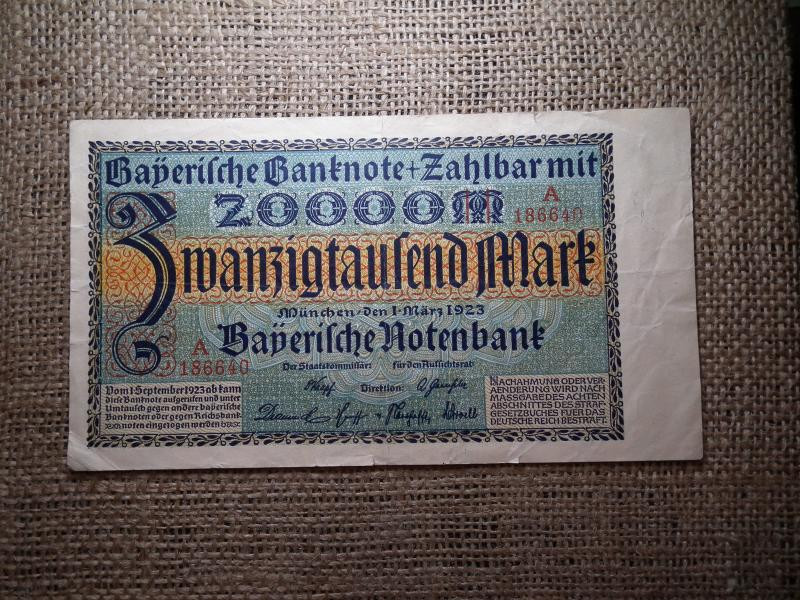 Bayerische Banknote+Zahlbar mit
20000 M
A
186640
Zwanzigtausend Mark
München·den 1·März 1923
Bayerische Notenbank
A
186640
Der Staatskommissär: für den Aufsichtsrat:
Direktion:
Vom 1 September 1923 ab kann
diese Banknote aufgerufen und unter
Umtausch gegen andere bayerische
Banknoten oder gegen Reichsbank-
noten eingezogen werden
NACHAHMUNG ODER VER-
AENDERUNG WIRD NACH
MASSGABE DES ACHTEN
ABSCHNITTES DES STRAF-
GESETZBUCHES FUER DAS
DEUTSCHE REICH BESTRAFT.